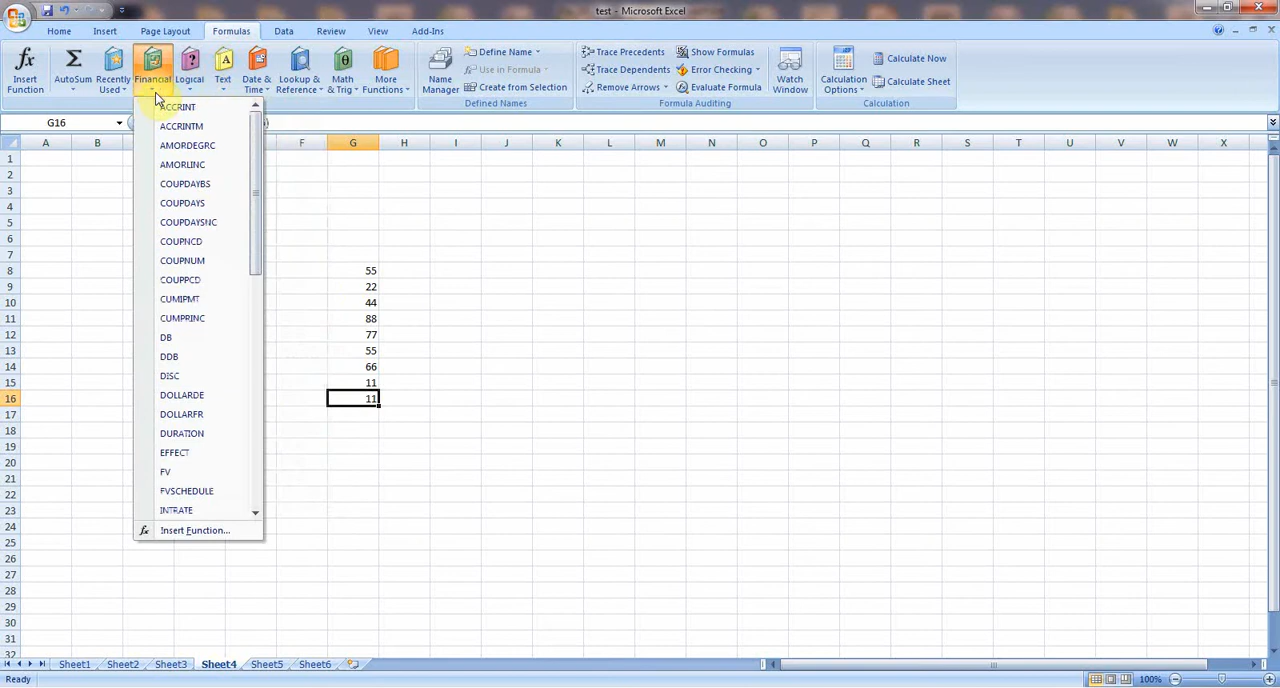 test - Microsoft Excel
Home Insert Page Layout Formulas Data Review View Add-Ins
Insert Function
AutoSum
Recently Used
Financial
Logical
Text
Date & Time
Lookup & Reference
Math & Trig
More Functions
Name Manager
Define Name
Use in Formula
Create from Selection
Defined Names
Trace Precedents
Trace Dependents
Remove Arrows
Show Formulas
Error Checking
Evaluate Formula
Formula Auditing
Watch Window
Calculation Options
Calculate Now
Calculate Sheet
Calculation
G16
A B F G H I J K L M N O P Q R S T U V W X
1
2
3
4
5
6
7
8 55
9 22
10 44
11 88
12 77
13 55
14 66
15 11
16 11
17
18
19
20
21
22
23
24
25
26
27
28
29
30
31
32
ACCRINT
ACCRINTM
AMORDEGRC
AMORLINC
COUPDAYBS
COUPDAYS
COUPDAYSNC
COUPNCD
COUPNUM
COUPPCD
CUMIPMT
CUMPRINC
DB
DDB
DISC
DOLLARDE
DOLLARFR
DURATION
EFFECT
FV
FVSCHEDULE
INTRATE
fx Insert Function...
Sheet1 Sheet2 Sheet3 Sheet4 Sheet5 Sheet6
Ready 100%